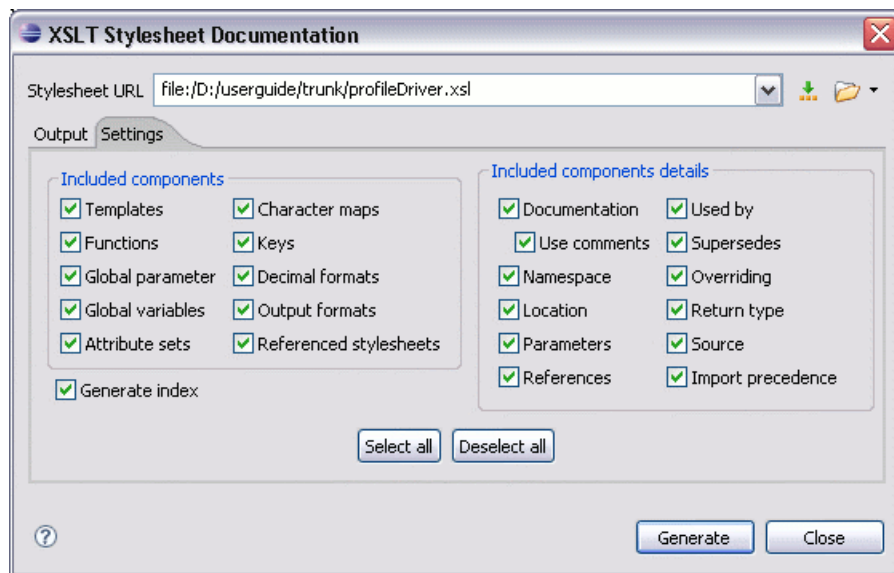 XSLT Stylesheet Documentation
Stylesheet URL file:/D:/userguide/trunk/profileDriver.xsl
Output Settings
Included components
Templates Character maps
Functions Keys
Global parameter Decimal formats
Global variables Output formats
Attribute sets Referenced stylesheets
Generate index
Included components details
Documentation Used by
Use comments Supersedes
Namespace Overriding
Location Return type
Parameters Source
References Import precedence
Select all Deselect all
? Generate Close